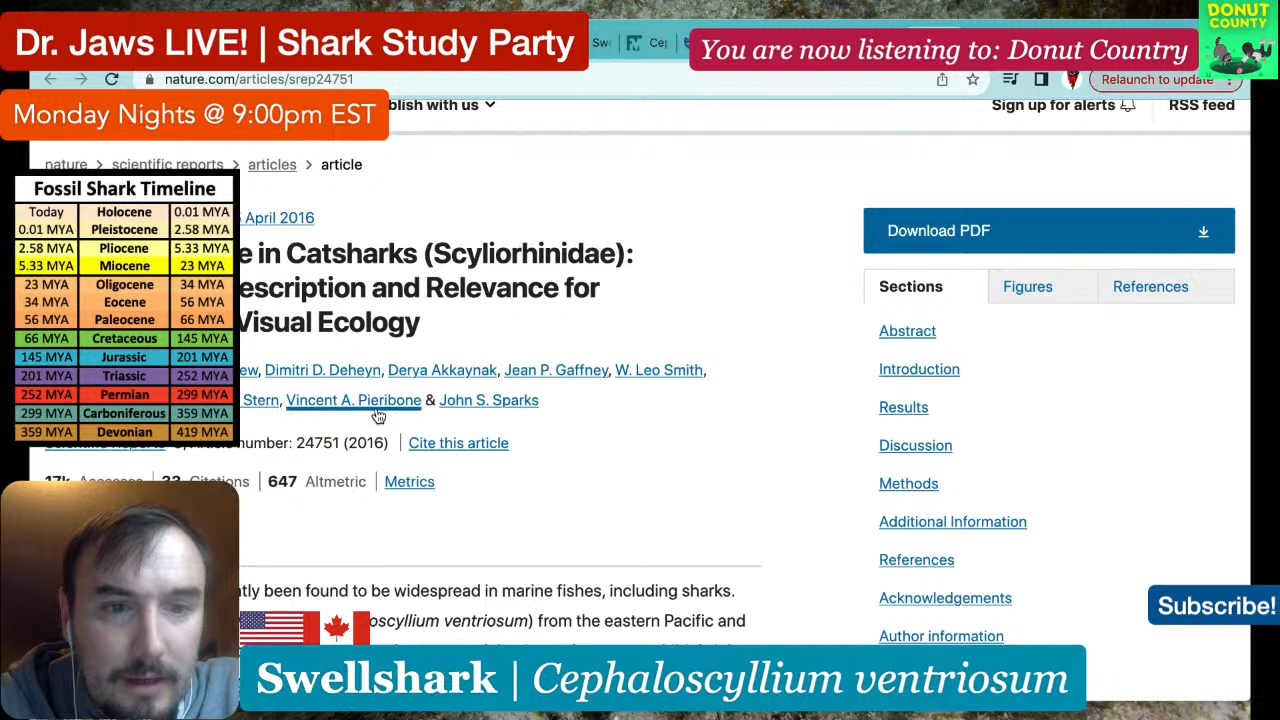 Dr. Jaws LIVE! | Shark Study Party
You are now listening to: Donut Country
DONUT COUNTY
nature.com/articles/srep24751
Relaunch to update
Monday Nights @ 9:00pm EST
blish with us
Sign up for alerts
RSS feed
nature > scientific reports > articles > article
Fossil Shark Timeline
Today Holocene 0.01 MYA
0.01 MYA Pleistocene 2.58 MYA
2.58 MYA Pliocene 5.33 MYA
5.33 MYA Miocene 23 MYA
23 MYA Oligocene 34 MYA
34 MYA Eocene 56 MYA
56 MYA Paleocene 66 MYA
66 MYA Cretaceous 145 MYA
145 MYA Jurassic 201 MYA
201 MYA Triassic 252 MYA
252 MYA Permian 299 MYA
299 MYA Carboniferous 359 MYA
359 MYA Devonian 419 MYA
April 2016
e in Catsharks (Scyliorhinidae):
escription and Relevance for
Visual Ecology
ew, Dimitri D. Deheyn, Derya Akkaynak, Jean P. Gaffney, W. Leo Smith,
Stern, Vincent A. Pieribone & John S. Sparks
number: 24751 (2016) | Cite this article
647 Altmetric | Metrics
Download PDF
Sections
Figures
References
Abstract
Introduction
Results
Discussion
Methods
Additional Information
References
Acknowledgements
Author information
ntly been found to be widespread in marine fishes, including sharks.
oscyllium ventriosum) from the eastern Pacific and
Subscribe!
Swellshark | Cephaloscyllium ventriosum